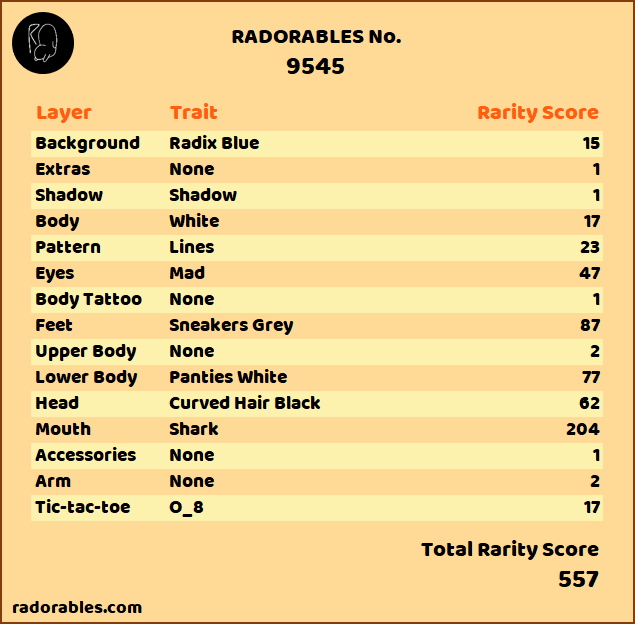 RADORABLES No.
9545
Layer Trait Rarity Score
Background Radix Blue 15
Extras None 1
Shadow Shadow 1
Body White 17
Pattern Lines 23
Eyes Mad 47
Body Tattoo None 1
Feet Sneakers Grey 87
Upper Body None 2
Lower Body Panties White 77
Head Curved Hair Black 62
Mouth Shark 204
Accessories None 1
Arm None 2
Tic-tac-toe O_8 17
Total Rarity Score
557
radorables.com